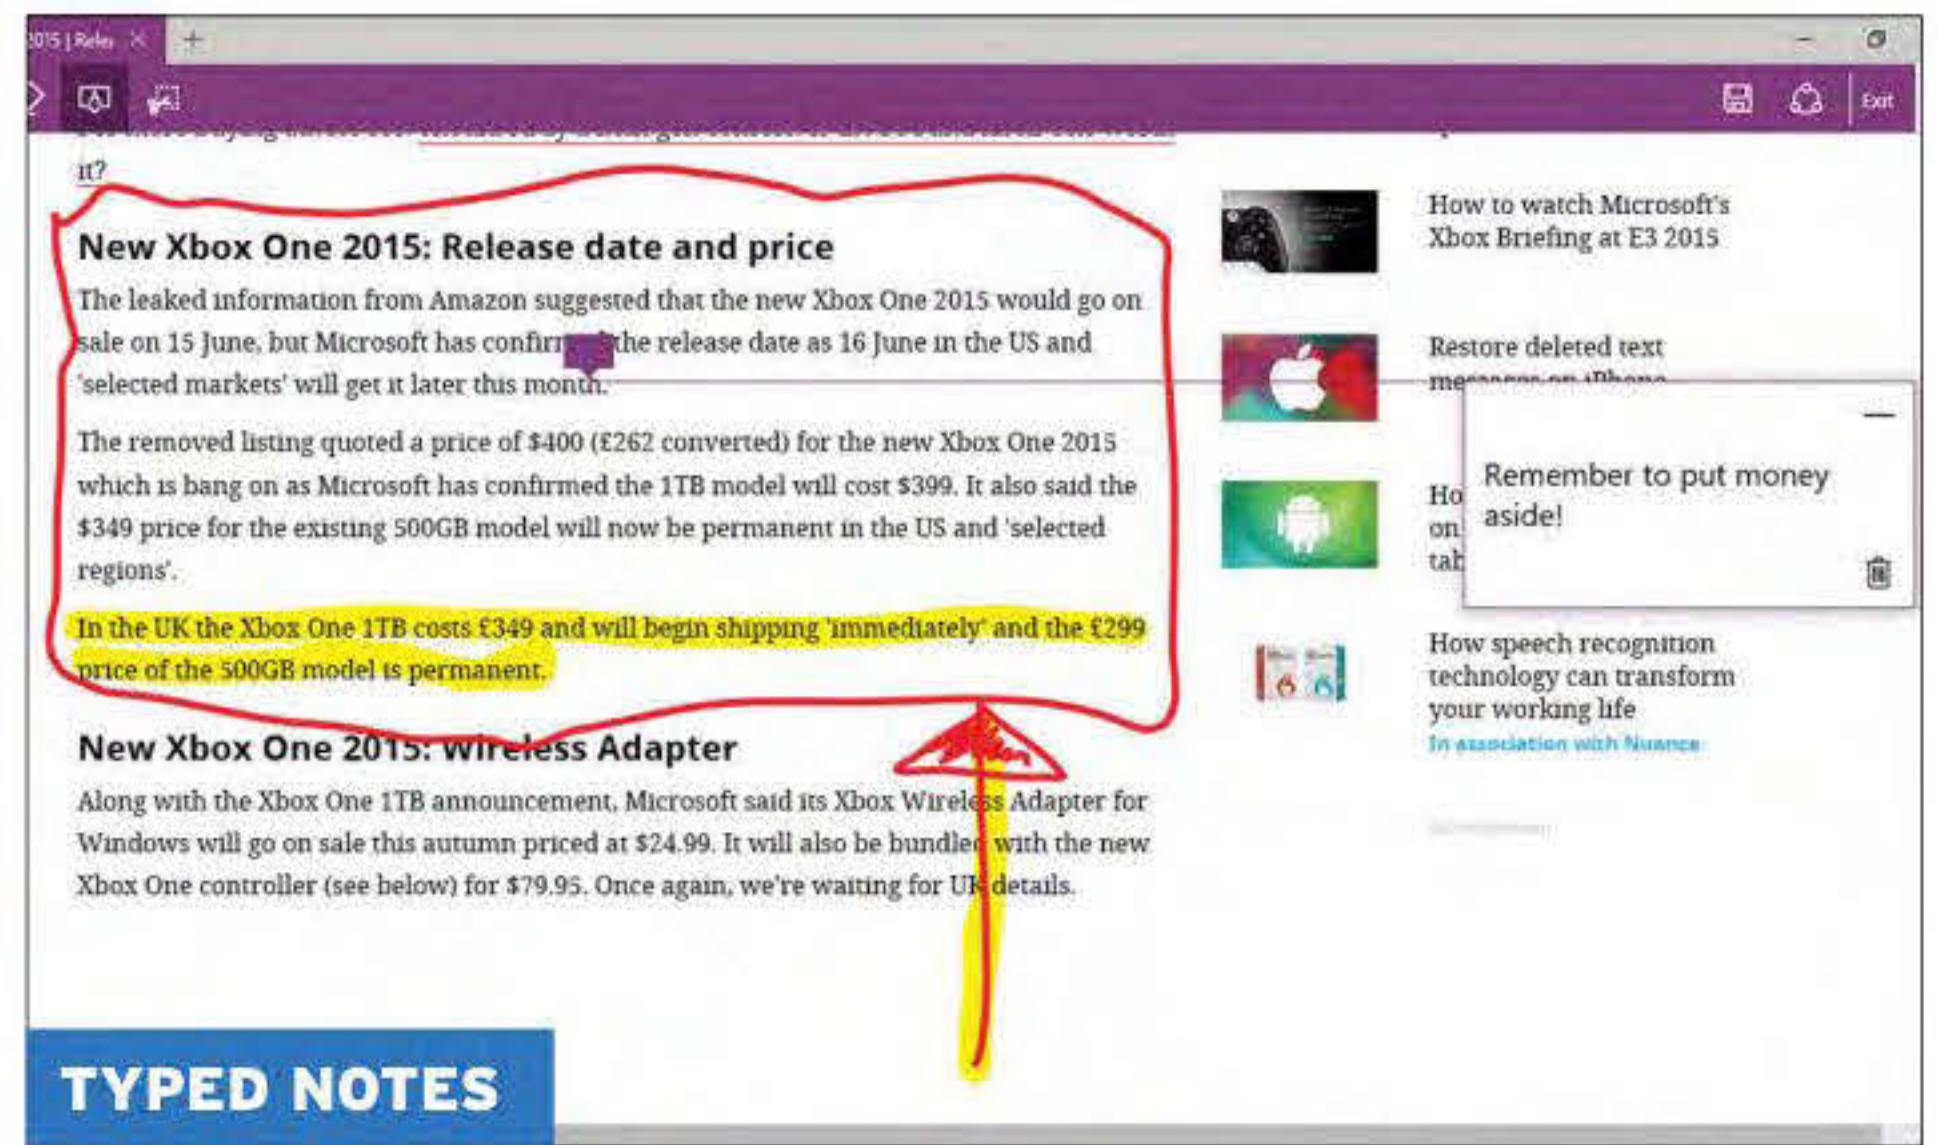 2015 | Relea
Exit
it?
New Xbox One 2015: Release date and price
The leaked information from Amazon suggested that the new Xbox One 2015 would go on
sale on 15 June, but Microsoft has confirm the release date as 16 June in the US and
'selected markets' will get it later this month.
The removed listing quoted a price of $400 (£262 converted) for the new Xbox One 2015
which is bang on as Microsoft has confirmed the 1TB model will cost $399. It also said the
$349 price for the existing 500GB model will now be permanent in the US and 'selected
regions'.
In the UK the Xbox One 1TB costs £349 and will begin shipping 'immediately' and the £299
price of the 500GB model is permanent.
New Xbox One 2015: Wireless Adapter
Along with the Xbox One 1TB announcement, Microsoft said its Xbox Wireless Adapter for
Windows will go on sale this autumn priced at $24.99. It will also be bundled with the new
Xbox One controller (see below) for $79.95. Once again, we're waiting for UK details.
How to watch Microsoft's
Xbox Briefing at E3 2015
Restore deleted text
messages on iPhone
Ho
on
tab
Remember to put money
aside!
How speech recognition
technology can transform
your working life
In association with Nuance
TYPED NOTES